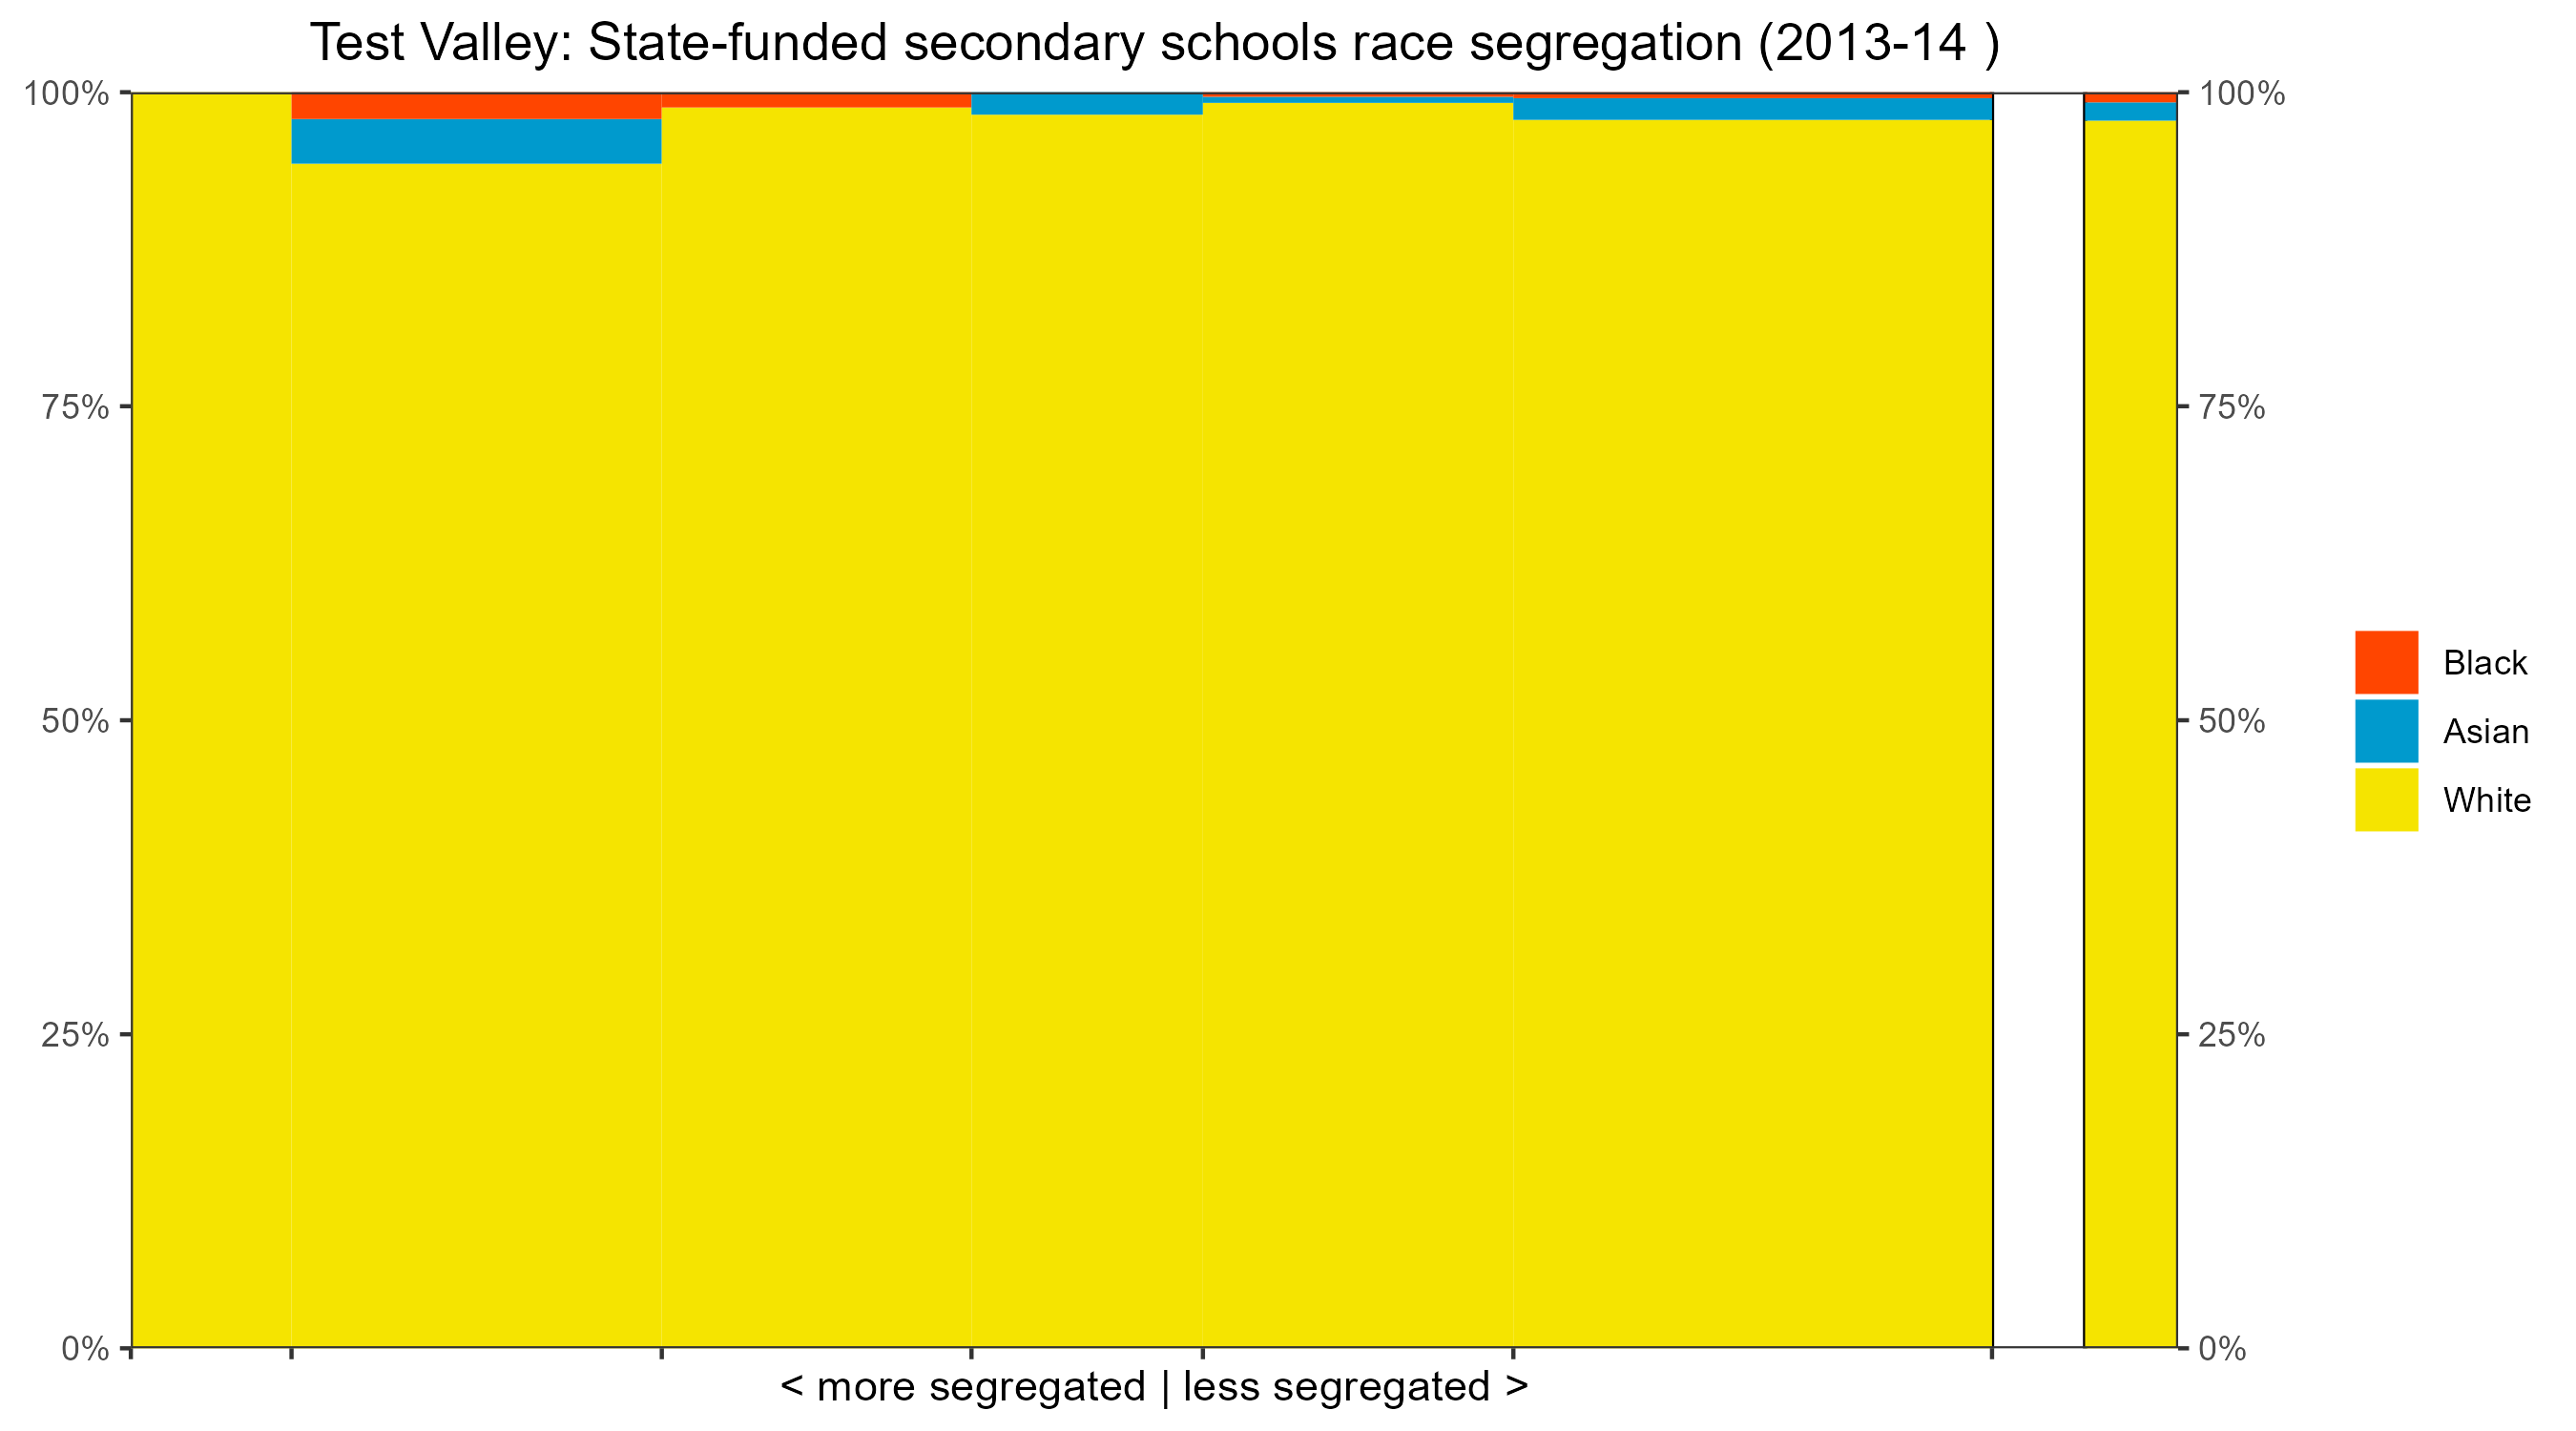 Test Valley: State-funded secondary schools race segregation (2013-14 )
100%
75%
50%
25%
0%
100%
75%
50%
25%
0%
Black
Asian
White
< more segregated | less segregated >